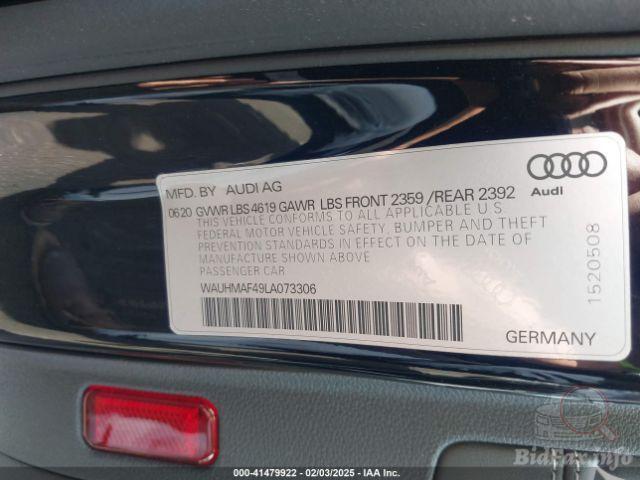 MFD. BY AUDI AG
0620 GVWR LBS 4619 GAWR LBS FRONT 2359 /REAR 2392
THIS VEHICLE CONFORMS TO ALL APPLICABLE U.S.
FEDERAL MOTOR VEHICLE SAFETY, BUMPER AND THEFT
PREVENTION STANDARDS IN EFFECT ON THE DATE OF
MANUFACTURE SHOWN ABOVE
PASSENGER CAR
WAUHMAF49LA073306
Audi
1520508
GERMANY
BidFax.info
000-41479922 - 02/03/2025 - IAA Inc.